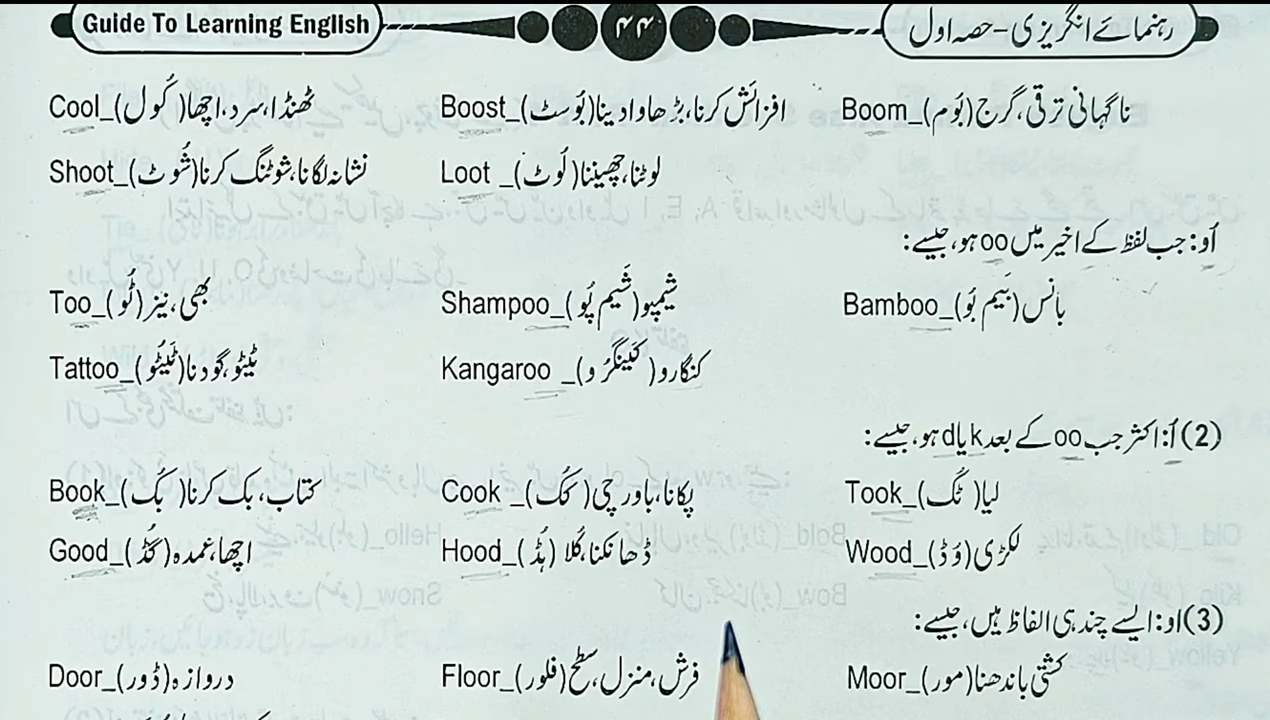 Guide To Learning English ۴۴ رہنمائے انگریزی - حصہ اول
Cool_(کُول)ٹھنڈا،سرد،اچھا Boost_(بُوسٹ)افزائش کرنا،بڑھاوا دینا Boom_(بُوم)ناگہانی ترقی،گرج
Shoot_(شُوٹ)نشانہ لگانا،شوٹنگ کرنا Loot _(لُوٹ)لوٹنا،چھیننا
اُو: جب لفظ کے اخیر میں oo ہو، جیسے:
Too_(ٹُو)بھی،نیز Shampoo_(شَیم پُو)شیمپو Bamboo_(بَیم بُو)بانس
Tattoo_(ٹَیٹُو)ٹیٹو،گودنا Kangaroo _(کَینگرُو)کنگارو
(2) اُ: اکثر جب oo کے بعد k یا d ہو، جیسے:
Book_(بُک)کتاب،بک کرنا Cook _(کُک)پکانا،باورچی Took_(ٹُک)لیا
Good_(گُڈ)اچھا،عمدہ Hood_(ہُڈ)ڈھانکنا،کُلا Wood_(وُڈ)لکڑی
(3) او: ایسے چند ہی الفاظ ہیں، جیسے:
Door_(ڈور)دروازہ Floor_(فلور)فرش،منزل،سطح Moor_(مور)کشتی باندھنا